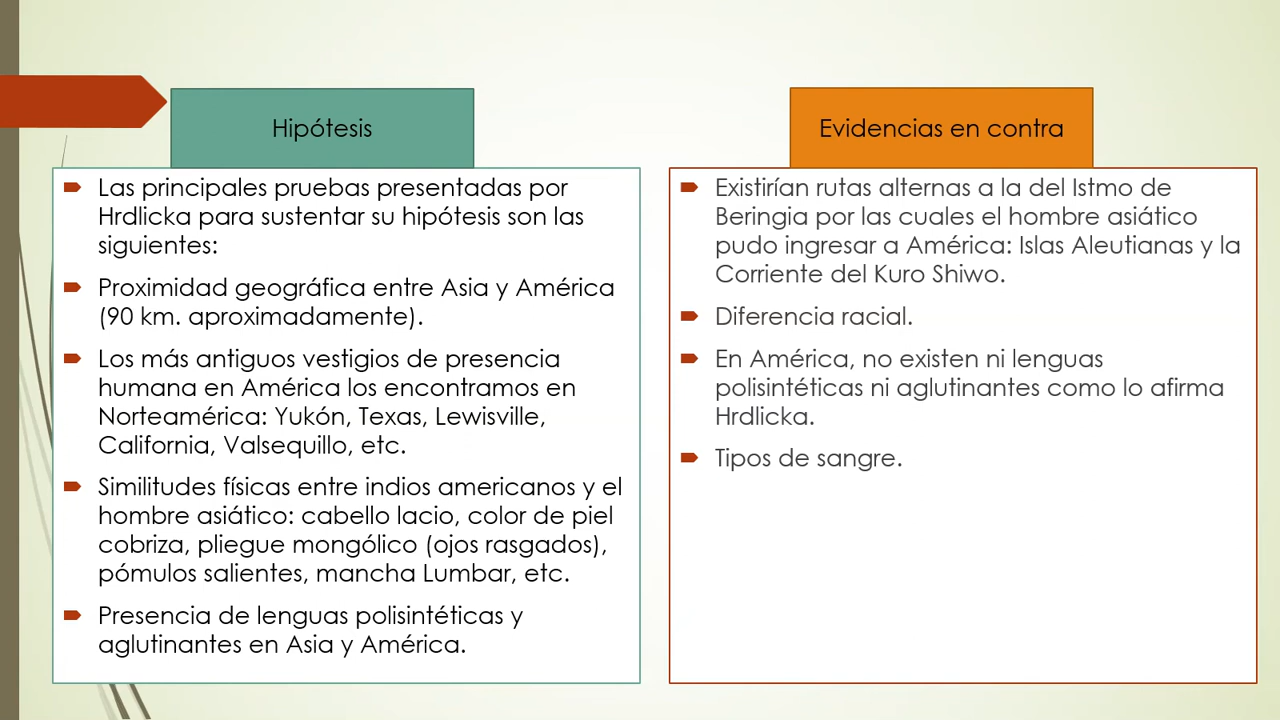 Hipótesis
Las principales pruebas presentadas por
Hrdlicka para sustentar su hipótesis son las
siguientes:
Proximidad geográfica entre Asia y América
(90 km. aproximadamente).
Los más antiguos vestigios de presencia
humana en América los encontramos en
Norteamérica: Yukón, Texas, Lewisville,
California, Valsequillo, etc.
Similitudes físicas entre indios americanos y el
hombre asiático: cabello lacio, color de piel
cobriza, pliegue mongólico (ojos rasgados),
pómulos salientes, mancha Lumbar, etc.
Presencia de lenguas polisintéticas y
aglutinantes en Asia y América.
Evidencias en contra
Existirían rutas alternas a la del Istmo de
Beringia por las cuales el hombre asiático
pudo ingresar a América: Islas Aleutianas y la
Corriente del Kuro Shiwo.
Diferencia racial.
En América, no existen ni lenguas
polisintéticas ni aglutinantes como lo afirma
Hrdlicka.
Tipos de sangre.